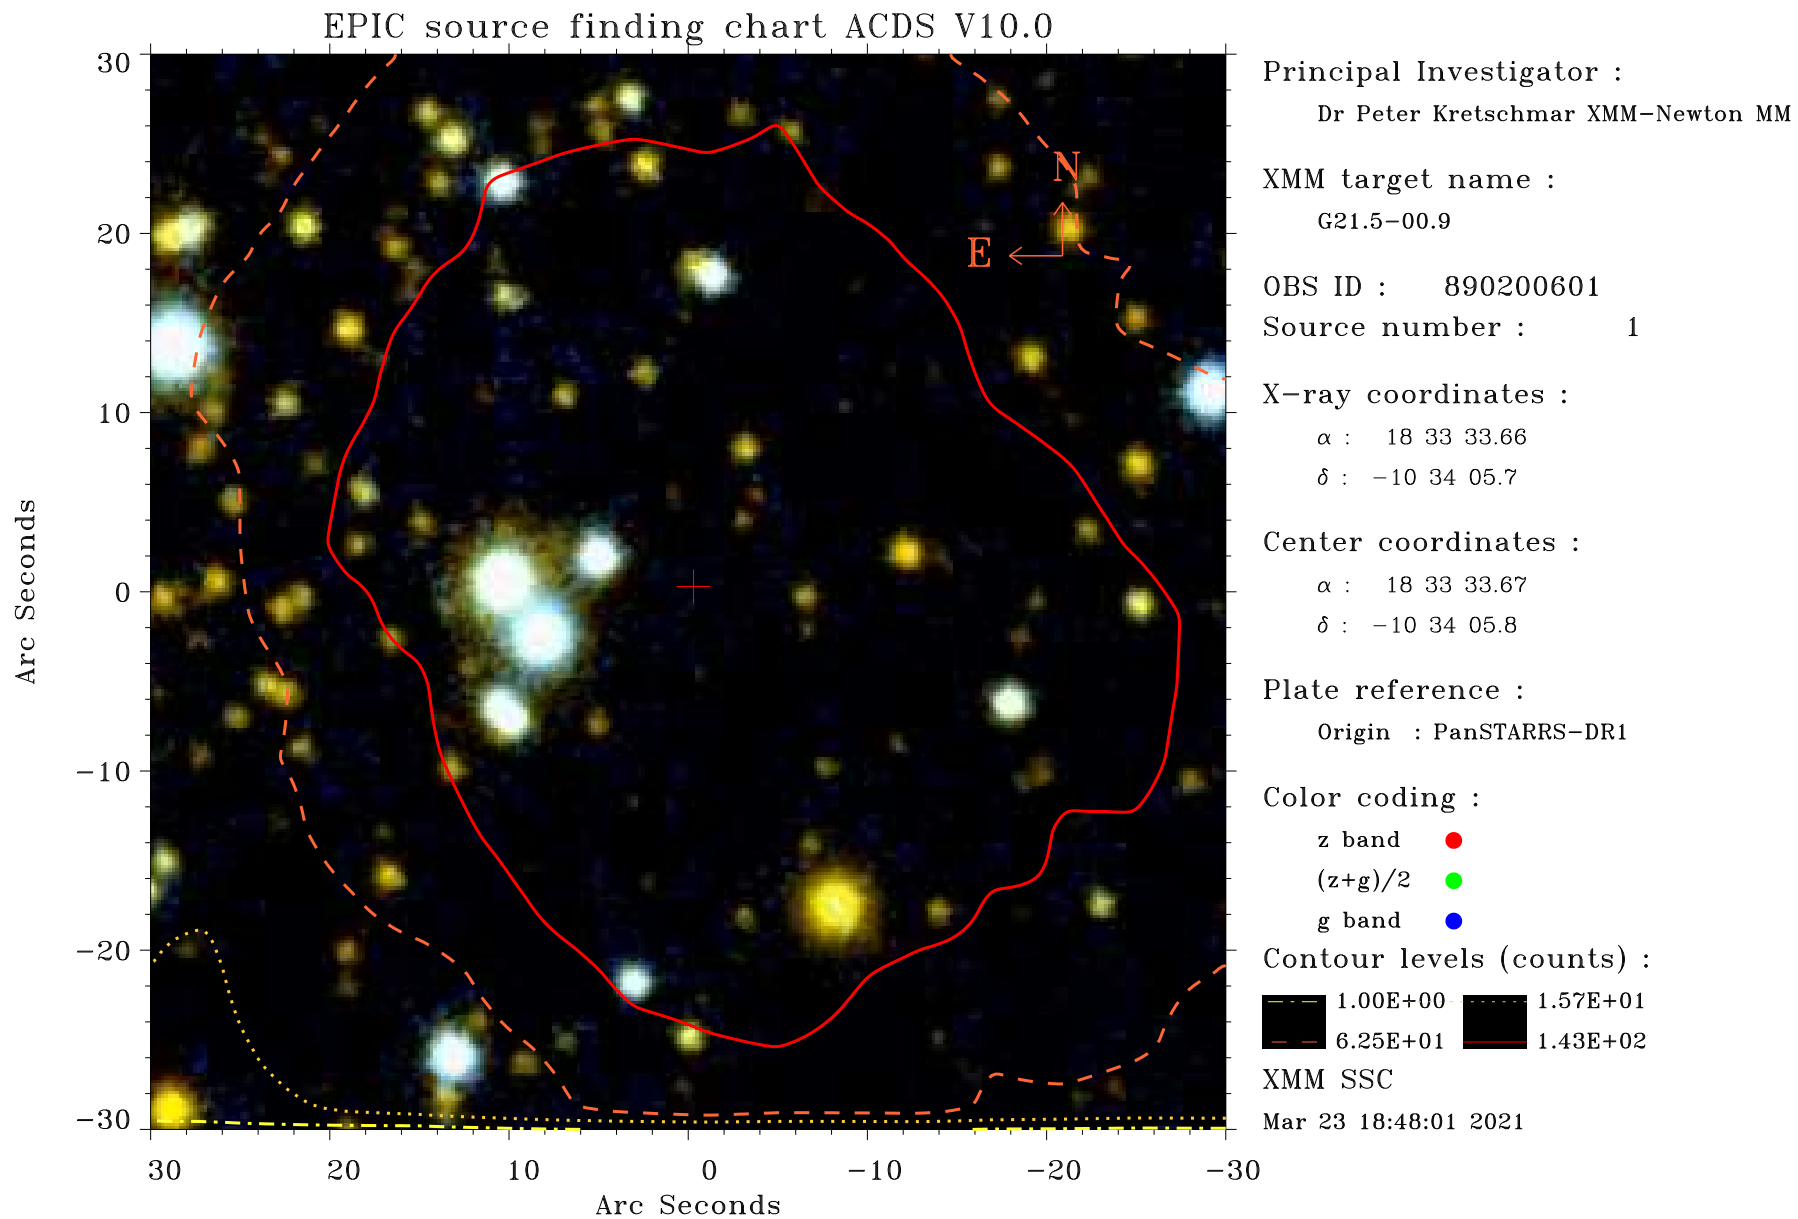 EPIC source finding chart ACDS V10.0
30
20
10
0
−10
−20
−30
Arc Seconds
N
E
30 20 10 0 −10 −20 −30
Arc Seconds
Principal Investigator :
Dr Peter Kretschmar XMM−Newton MM
XMM target name :
G21.5−00.9
OBS ID : 890200601
Source number : 1
X−ray coordinates :
α : 18 33 33.66
δ : −10 34 05.7
Center coordinates :
α : 18 33 33.67
δ : −10 34 05.8
Plate reference :
Origin : PanSTARRS−DR1
Color coding :
z band
(z+g)/2
g band
Contour levels (counts) :
1.00E+00 1.57E+01
6.25E+01 1.43E+02
XMM SSC
Mar 23 18:48:01 2021